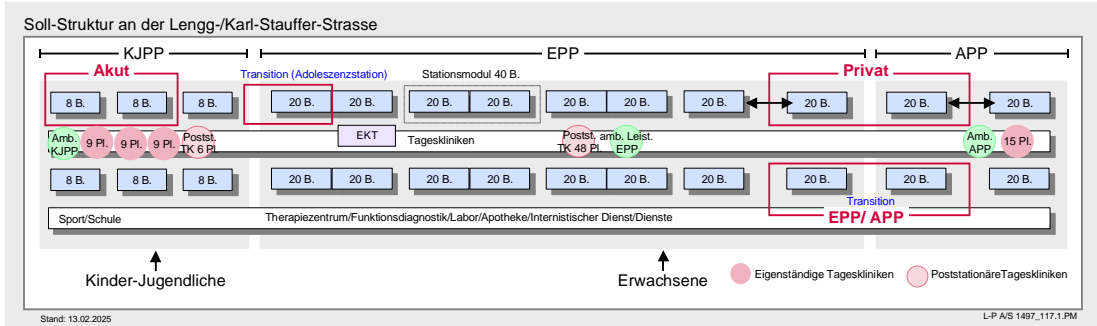 Soll-Struktur an der Lengg-/Karl-Stauffer-Strasse
KJPP EPP APP
Akut Transition (Adoleszenzstation) Stationsmodul 40 B. Privat
8 B. 8 B. 8 B. 20 B. 20 B. 20 B. 20 B. 20 B. 20 B. 20 B. 20 B. 20 B. 20 B.
Amb. KJPP
9 Pl. 9 Pl. 9 Pl.
Postst. TK 6 Pl.
EKT
Tageskliniken
Postst. TK 48 Pl.
amb. Leist. EPP
Amb. APP
15 Pl.
8 B. 8 B. 8 B. 20 B. 20 B. 20 B. 20 B. 20 B. 20 B. 20 B. 20 B. 20 B. 20 B.
Transition
EPP/ APP
Sport/Schule Therapiezentrum/Funktionsdiagnostik/Labor/Apotheke/Internistischer Dienst/Dienste
Kinder-Jugendliche Erwachsene
Eigenständige Tageskliniken PoststationäreTageskliniken
Stand: 13.02.2025 L-P A/S 1497_117.1.PM